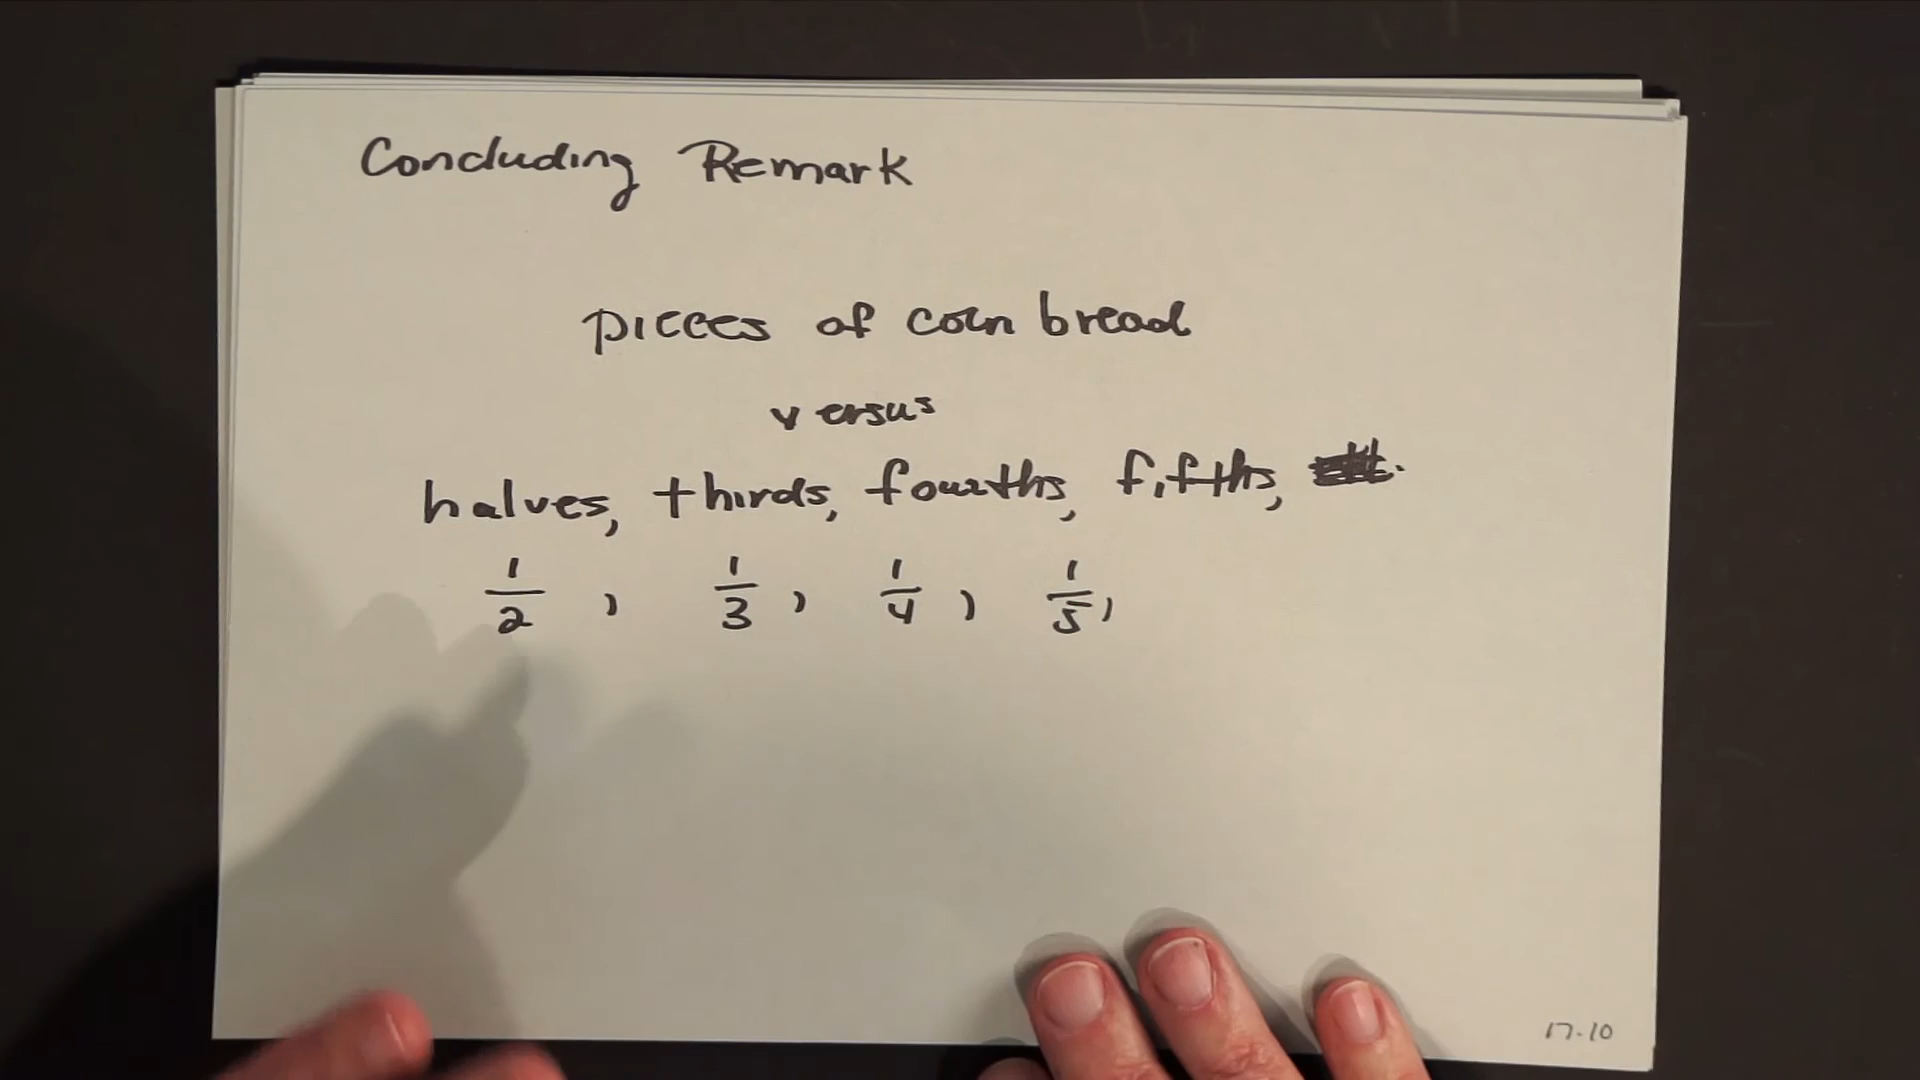 Concluding Remark
pieces of corn bread
versus
halves, thirds, fourths, fifths,
1/2, 1/3, 1/4, 1/5,
17-10